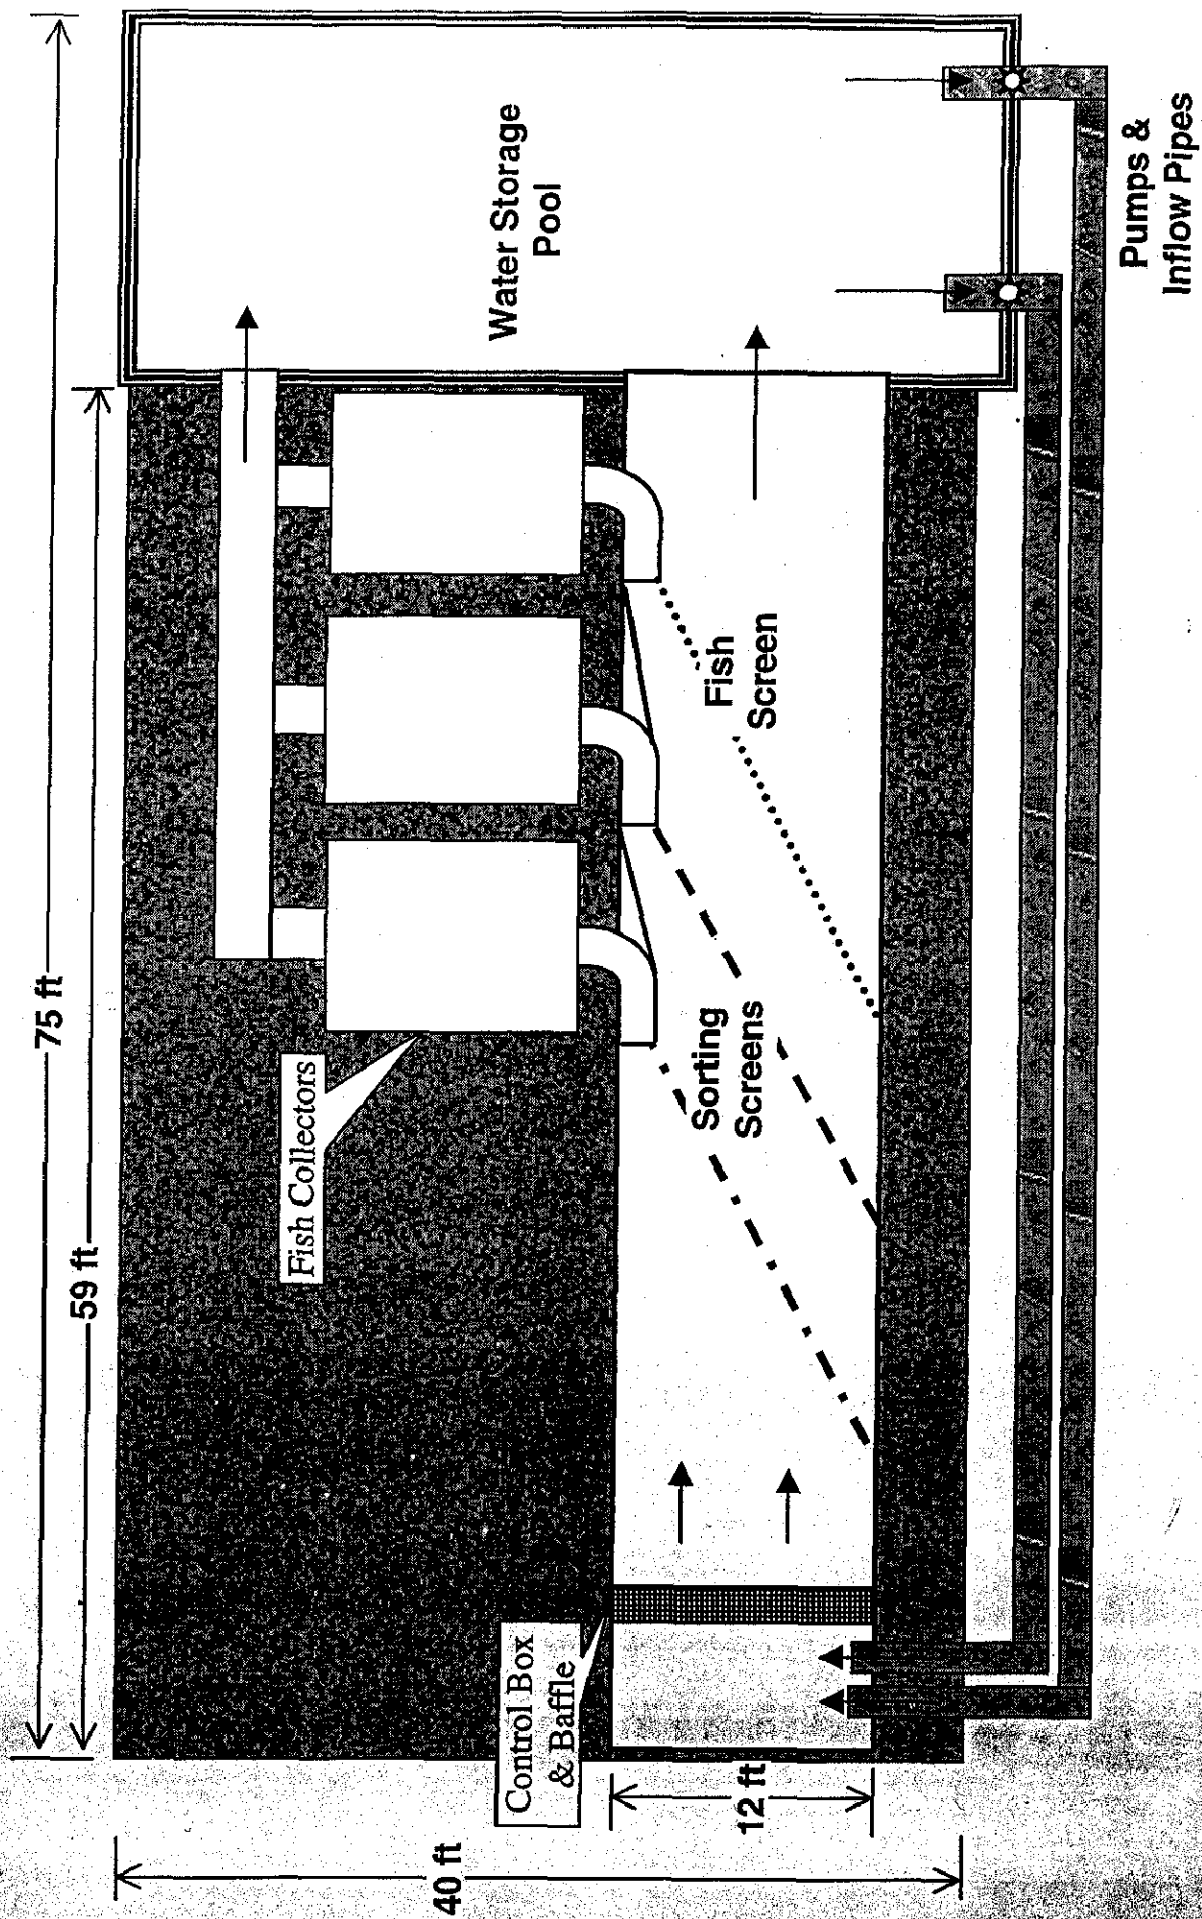 75 ft
59 ft
40 ft
12 ft
Fish Collectors
Control Box
& Baffle
Sorting
Screens
Fish
Screen
Water Storage
Pool
Pumps &
Inflow Pipes